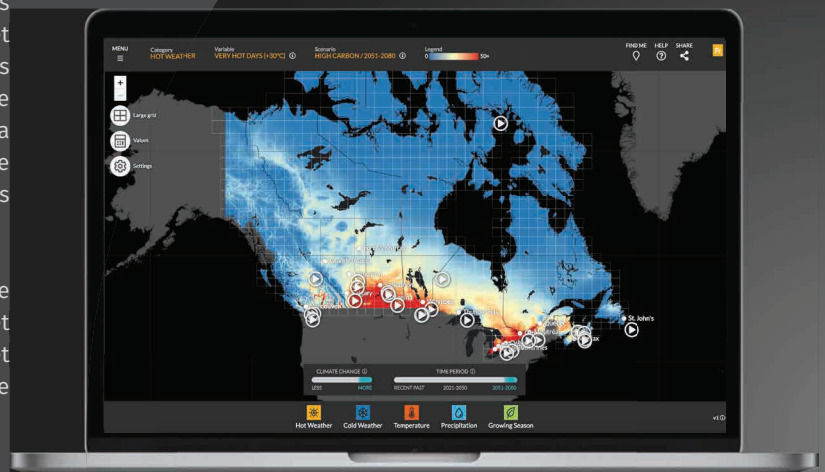 MENU
Category
HOT WEATHER
Variable
VERY HOT DAYS (+30°C)
Scenario
HIGH CARBON / 2051-2080
Legend
0
50+
FIND ME
HELP
SHARE
Fr
+
Large grid
Values
Settings
St. John's
CLIMATE CHANGE
LESS
MORE
TIME PERIOD
RECENT PAST
2021-2050
2051-2080
Hot Weather
Cold Weather
Temperature
Precipitation
Growing Season
v1